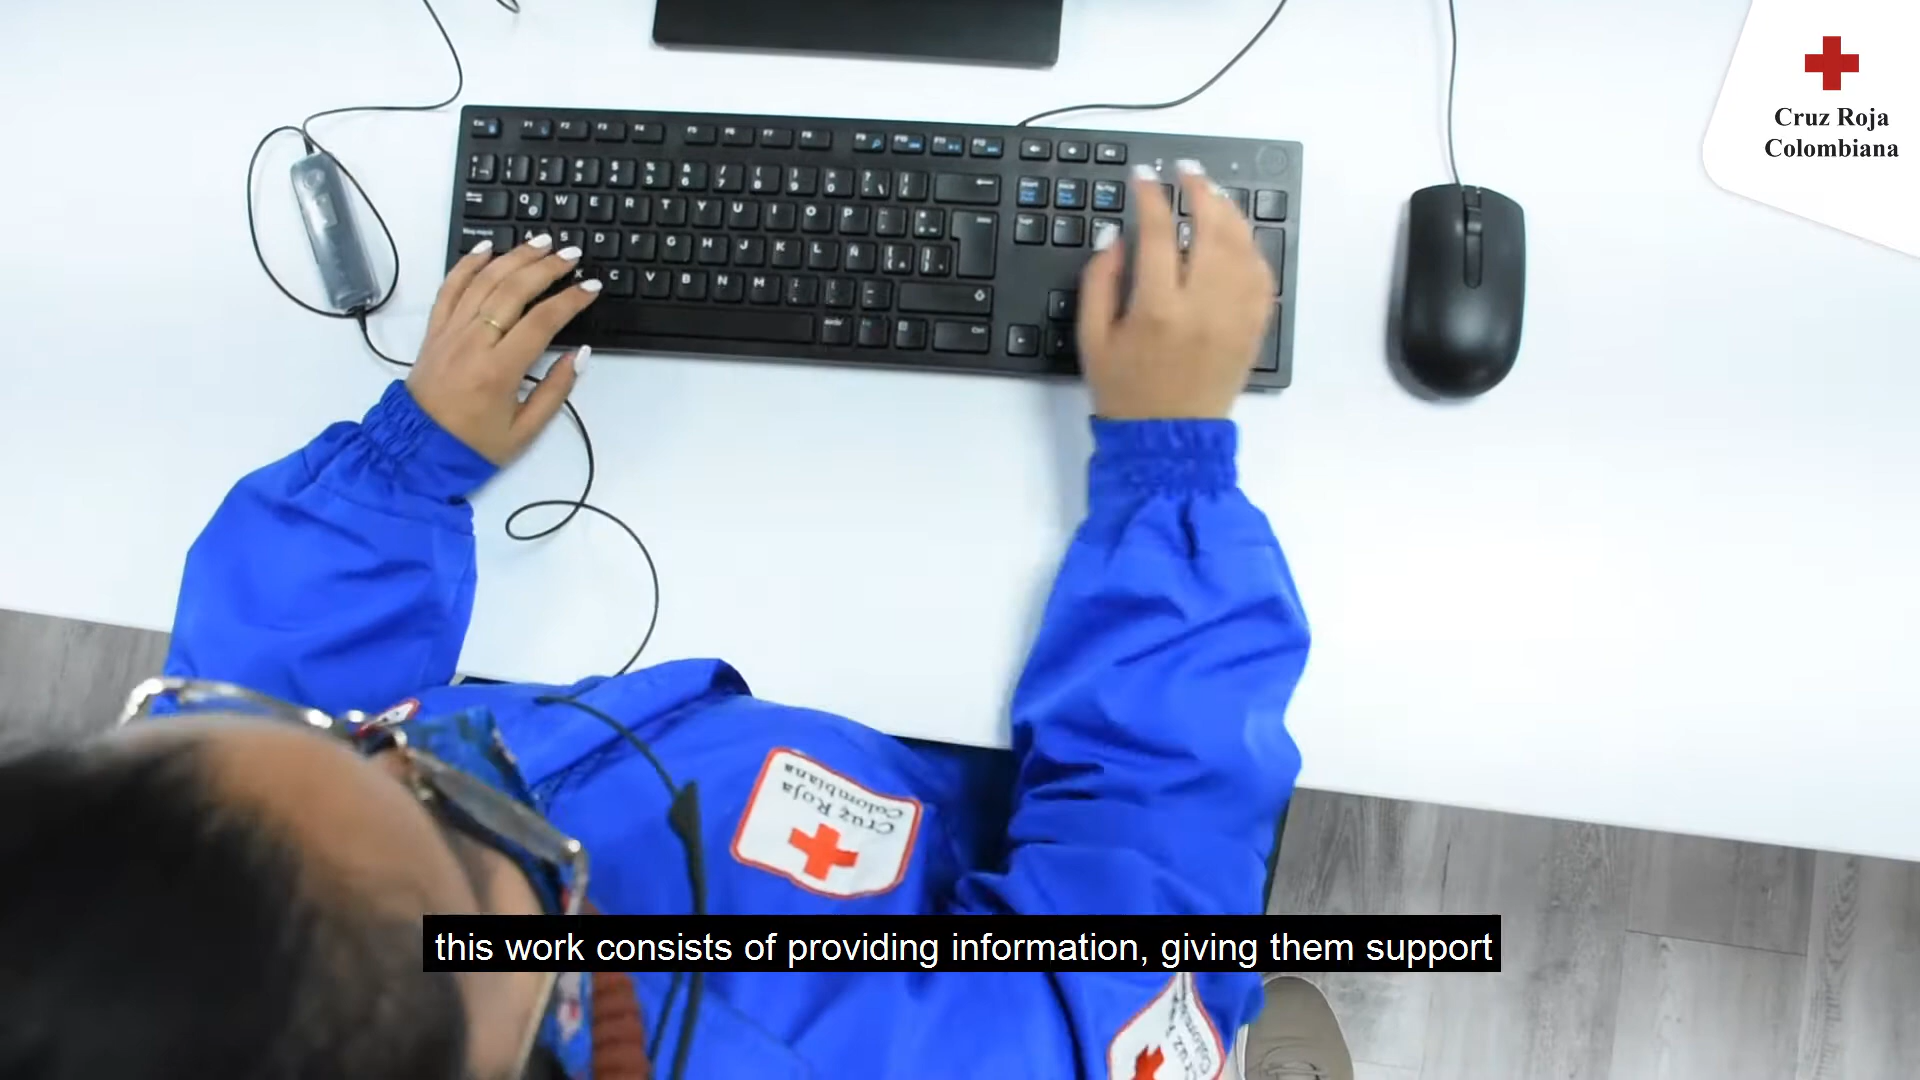 Cruz Roja
Colombiana
Q W E R T Y U I O P
A S D F G H J K L Ñ
X C V B N M
Cruz Roja
Colombiana
this work consists of providing information, giving them support